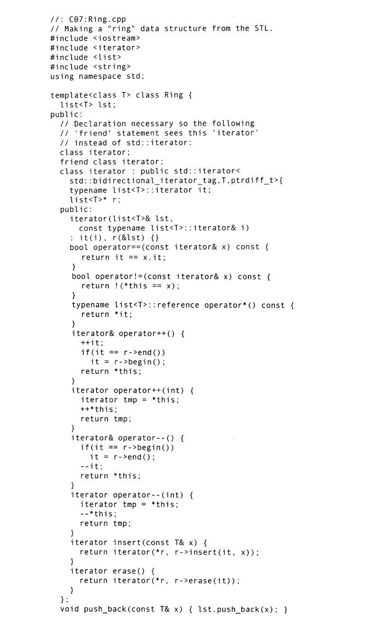 //: C07:Ring.cpp
// Making a "ring" data structure from the STL.
#include <iostream>
#include <iterator>
#include <list>
#include <string>
using namespace std;
template<class T> class Ring {
list<T> lst;
public:
// Declaration necessary so the following
// 'friend' statement sees this 'iterator'
// instead of std::iterator:
class iterator;
friend class iterator;
class iterator : public std::iterator<
std::bidirectional_iterator_tag,T,ptrdiff_t>{
typename list<T>::iterator it;
list<T>* r;
public:
iterator(list<T>& lst,
const typename list<T>::iterator& i)
: it(i), r(&lst) {}
bool operator==(const iterator& x) const {
return it == x.it;
}
bool operator!=(const iterator& x) const {
return !(*this == x);
}
typename list<T>::reference operator*() const {
return *it;
}
iterator& operator++() {
++it;
if(it == r->end())
it = r->begin();
return *this;
}
iterator operator++(int) {
iterator tmp = *this;
++*this;
return tmp;
}
iterator& operator--() {
if(it == r->begin())
it = r->end();
--it;
return *this;
}
iterator operator--(int) {
iterator tmp = *this;
--*this;
return tmp;
}
iterator insert(const T& x) {
return iterator(*r, r->insert(it, x));
}
iterator erase() {
return iterator(*r, r->erase(it));
}
};
void push_back(const T& x) { lst.push_back(x); }